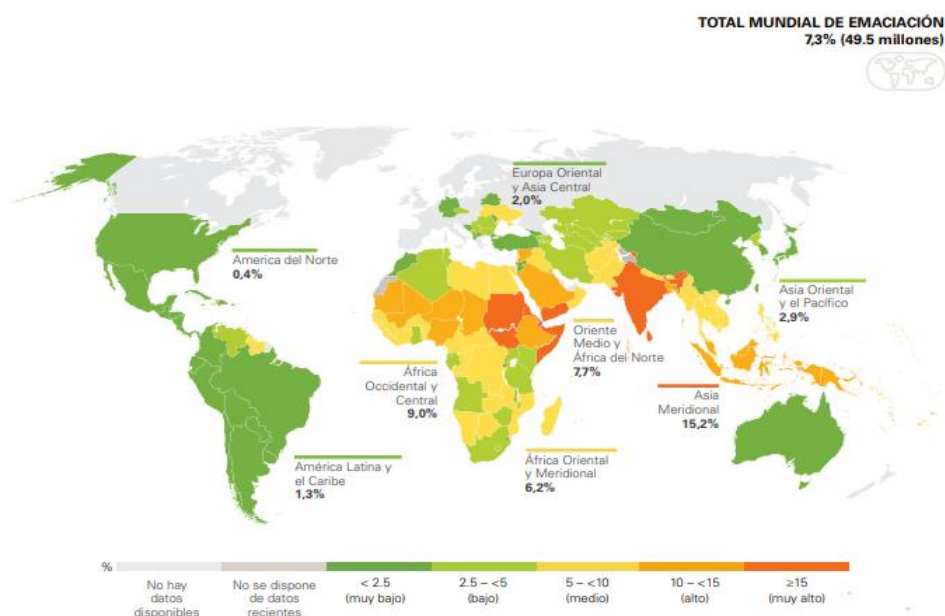 TOTAL MUNDIAL DE EMACIACIÓN
7,3% (49.5 millones)
Europa Oriental
y Asia Central
2,0%
America del Norte
0,4%
Asia Oriental
y el Pacífico
2,9%
Oriente
Medio y
África del Norte
7,7%
África
Occidental y
Central
9,0%
Asia
Meridional
15,2%
América Latina y
el Caribe
1,3%
África Oriental
y Meridional
6,2%
%
No hay
datos
disponibles
No se dispone
de datos
recientes
< 2.5
(muy bajo)
2.5 – <5
(bajo)
5 – <10
(medio)
10 – <15
(alto)
≥15
(muy alto)